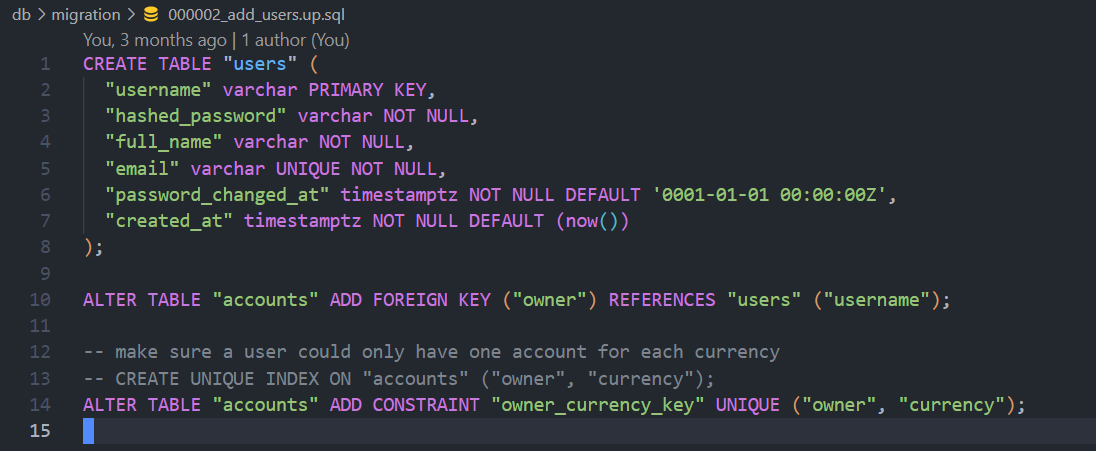 db > migration > 000002_add_users.up.sql
You, 3 months ago | 1 author (You)
1 CREATE TABLE "users" (
2 "username" varchar PRIMARY KEY,
3 "hashed_password" varchar NOT NULL,
4 "full_name" varchar NOT NULL,
5 "email" varchar UNIQUE NOT NULL,
6 "password_changed_at" timestamptz NOT NULL DEFAULT '0001-01-01 00:00:00Z',
7 "created_at" timestamptz NOT NULL DEFAULT (now())
8 );
9
10 ALTER TABLE "accounts" ADD FOREIGN KEY ("owner") REFERENCES "users" ("username");
11
12 -- make sure a user could only have one account for each currency
13 -- CREATE UNIQUE INDEX ON "accounts" ("owner", "currency");
14 ALTER TABLE "accounts" ADD CONSTRAINT "owner_currency_key" UNIQUE ("owner", "currency");
15